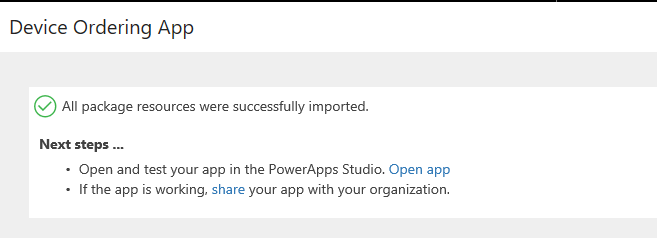 Device Ordering App
All package resources were successfully imported.
Next steps ...
• Open and test your app in the PowerApps Studio. Open app
• If the app is working, share your app with your organization.